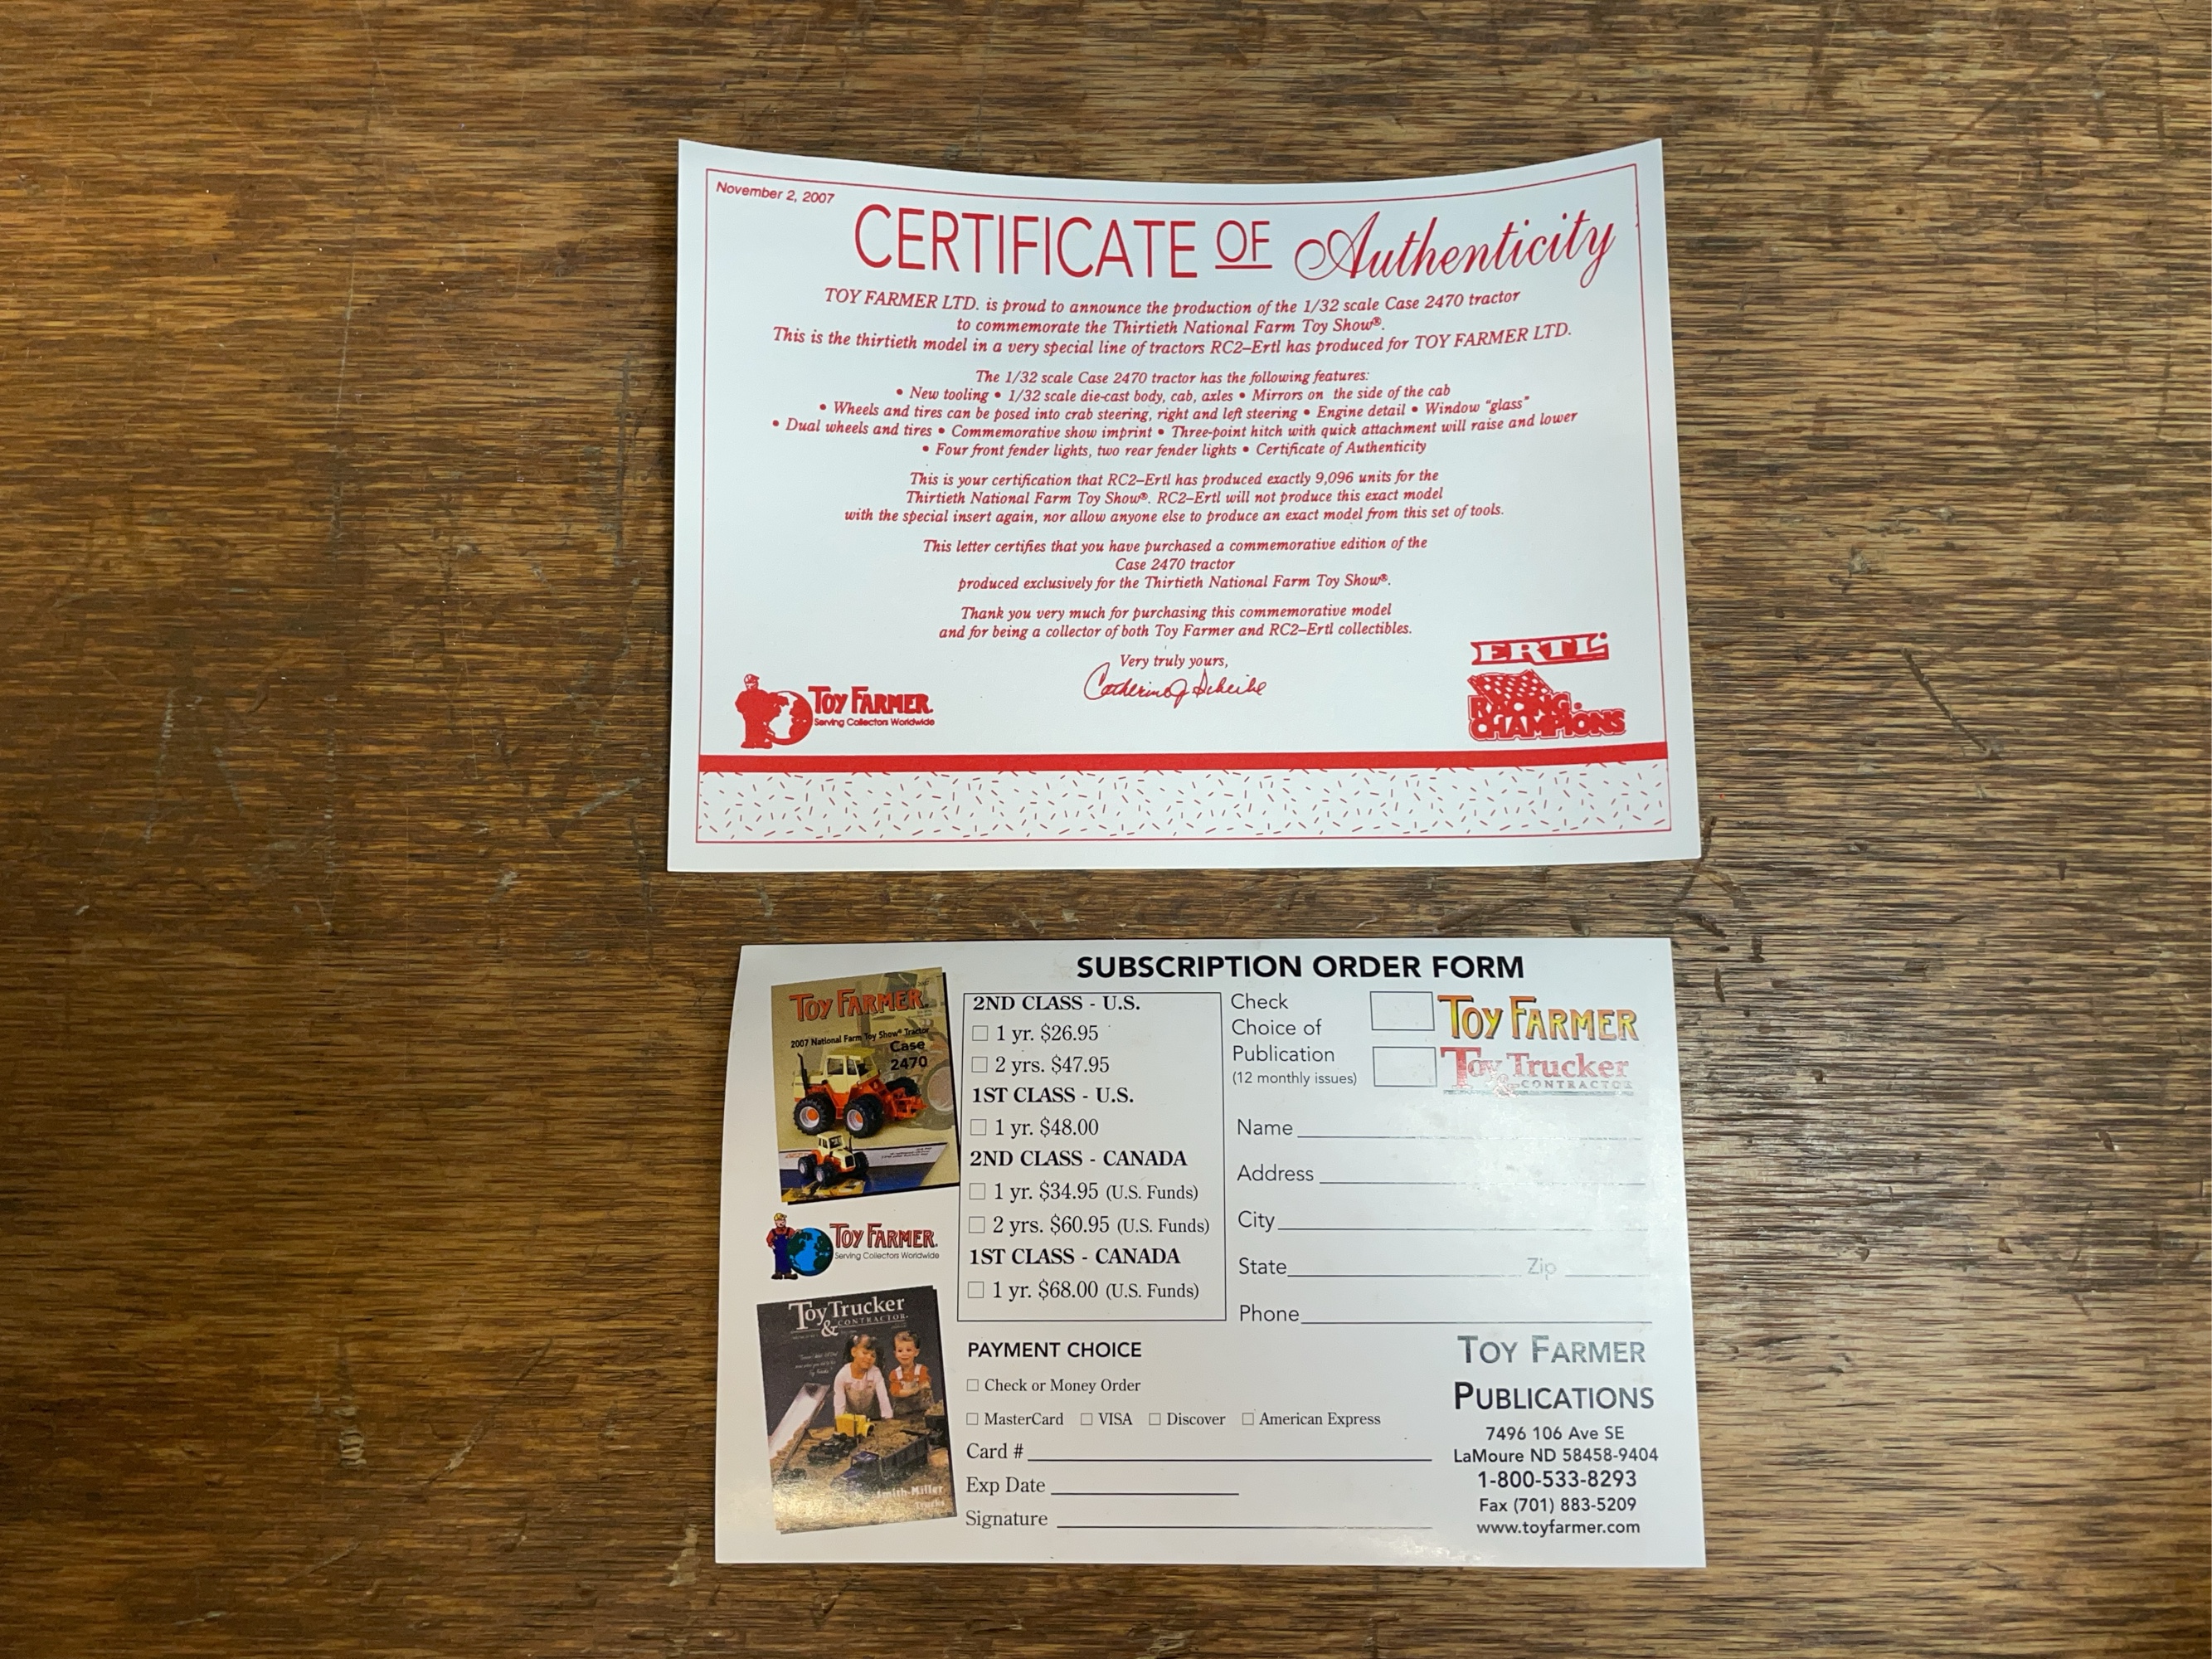 November 2, 2007
CERTIFICATE OF Authenticity
TOY FARMER LTD. is proud to announce the production of the 1/32 scale Case 2470 tractor
to commemorate the Thirtieth National Farm Toy Show®.
This is the thirtieth model in a very special line of tractors RC2–Ertl has produced for TOY FARMER LTD.
The 1/32 scale Case 2470 tractor has the following features:
• New tooling • 1/32 scale die-cast body, cab, axles • Mirrors on the side of the cab
• Wheels and tires can be posed into crab steering, right and left steering • Engine detail • Window "glass"
• Dual wheels and tires • Commemorative show imprint • Three-point hitch with quick attachment will raise and lower
• Four front fender lights, two rear fender lights • Certificate of Authenticity
This is your certification that RC2–Ertl has produced exactly 9,096 units for the
Thirtieth National Farm Toy Show®. RC2–Ertl will not produce this exact model
with the special insert again, nor allow anyone else to produce an exact model from this set of tools.
This letter certifies that you have purchased a commemorative edition of the
Case 2470 tractor
produced exclusively for the Thirtieth National Farm Toy Show®.
Thank you very much for purchasing this commemorative model
and for being a collector of both Toy Farmer and RC2–Ertl collectibles.
Very truly yours,
Catherine J Scheibe
TOY FARMER
Serving Collectors Worldwide
ERTL
RACING CHAMPIONS
SUBSCRIPTION ORDER FORM
TOY FARMER
2007 National Farm Toy Show® Tractor
Case
2470
TOY FARMER
Serving Collectors Worldwide
Toy Trucker
& CONTRACTOR
Smith-Miller
Trucks
2ND CLASS - U.S.
☐ 1 yr. $26.95
☐ 2 yrs. $47.95
1ST CLASS - U.S.
☐ 1 yr. $48.00
2ND CLASS - CANADA
☐ 1 yr. $34.95 (U.S. Funds)
☐ 2 yrs. $60.95 (U.S. Funds)
1ST CLASS - CANADA
☐ 1 yr. $68.00 (U.S. Funds)
Check
Choice of
Publication
(12 monthly issues)
TOY FARMER
Toy Trucker
& CONTRACTOR
Name
Address
City
State Zip
Phone
PAYMENT CHOICE
☐ Check or Money Order
☐ MasterCard ☐ VISA ☐ Discover ☐ American Express
Card #
Exp Date
Signature
TOY FARMER
PUBLICATIONS
7496 106 Ave SE
LaMoure ND 58458-9404
1-800-533-8293
Fax (701) 883-5209
www.toyfarmer.com